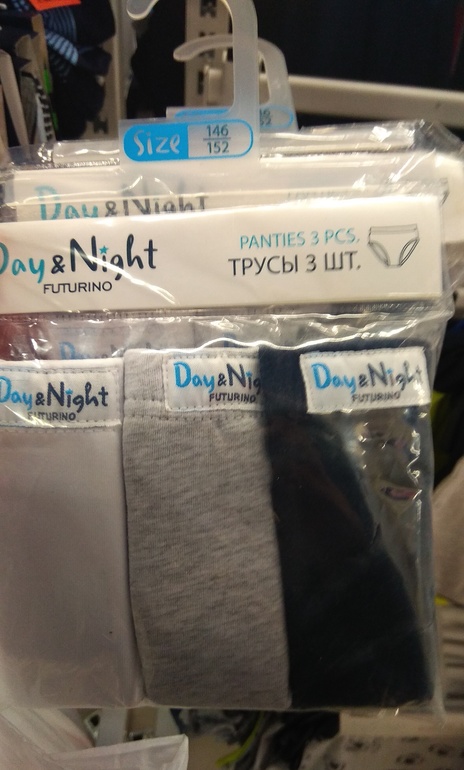 Size 146
152
Day & Night
Day & Night
FUTURINO
PANTIES 3 PCS.
ТРУСЫ 3 ШТ.
Day & Night
FUTURINO
Day & Nig
FUTURINO
Day & Night
FUTURINO